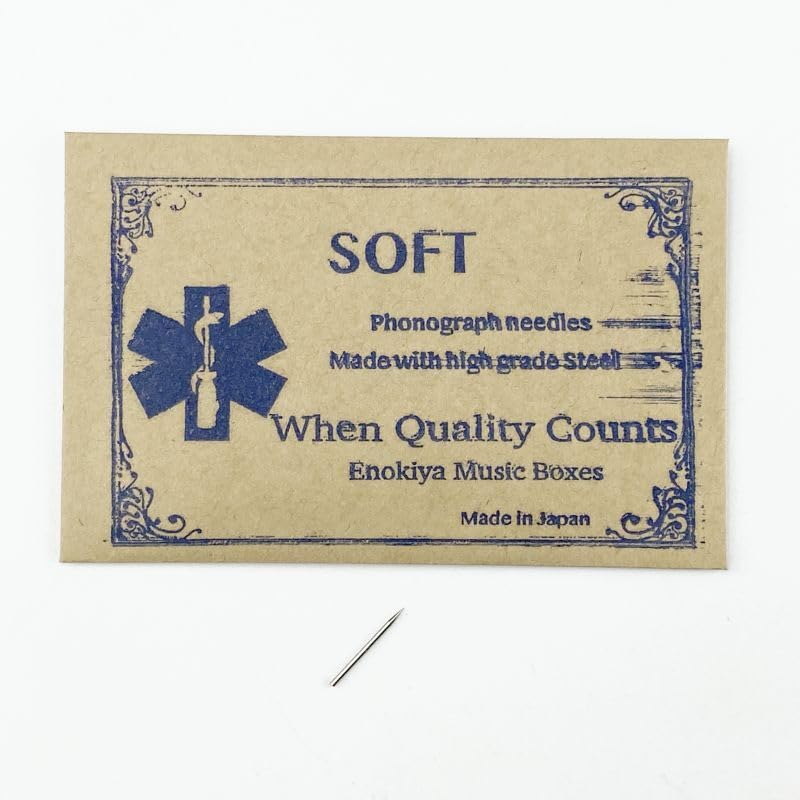 SOFT
Phonograph needles
Made with high grade Steel
When Quality Counts
Enokiya Music Boxes
Made in Japan